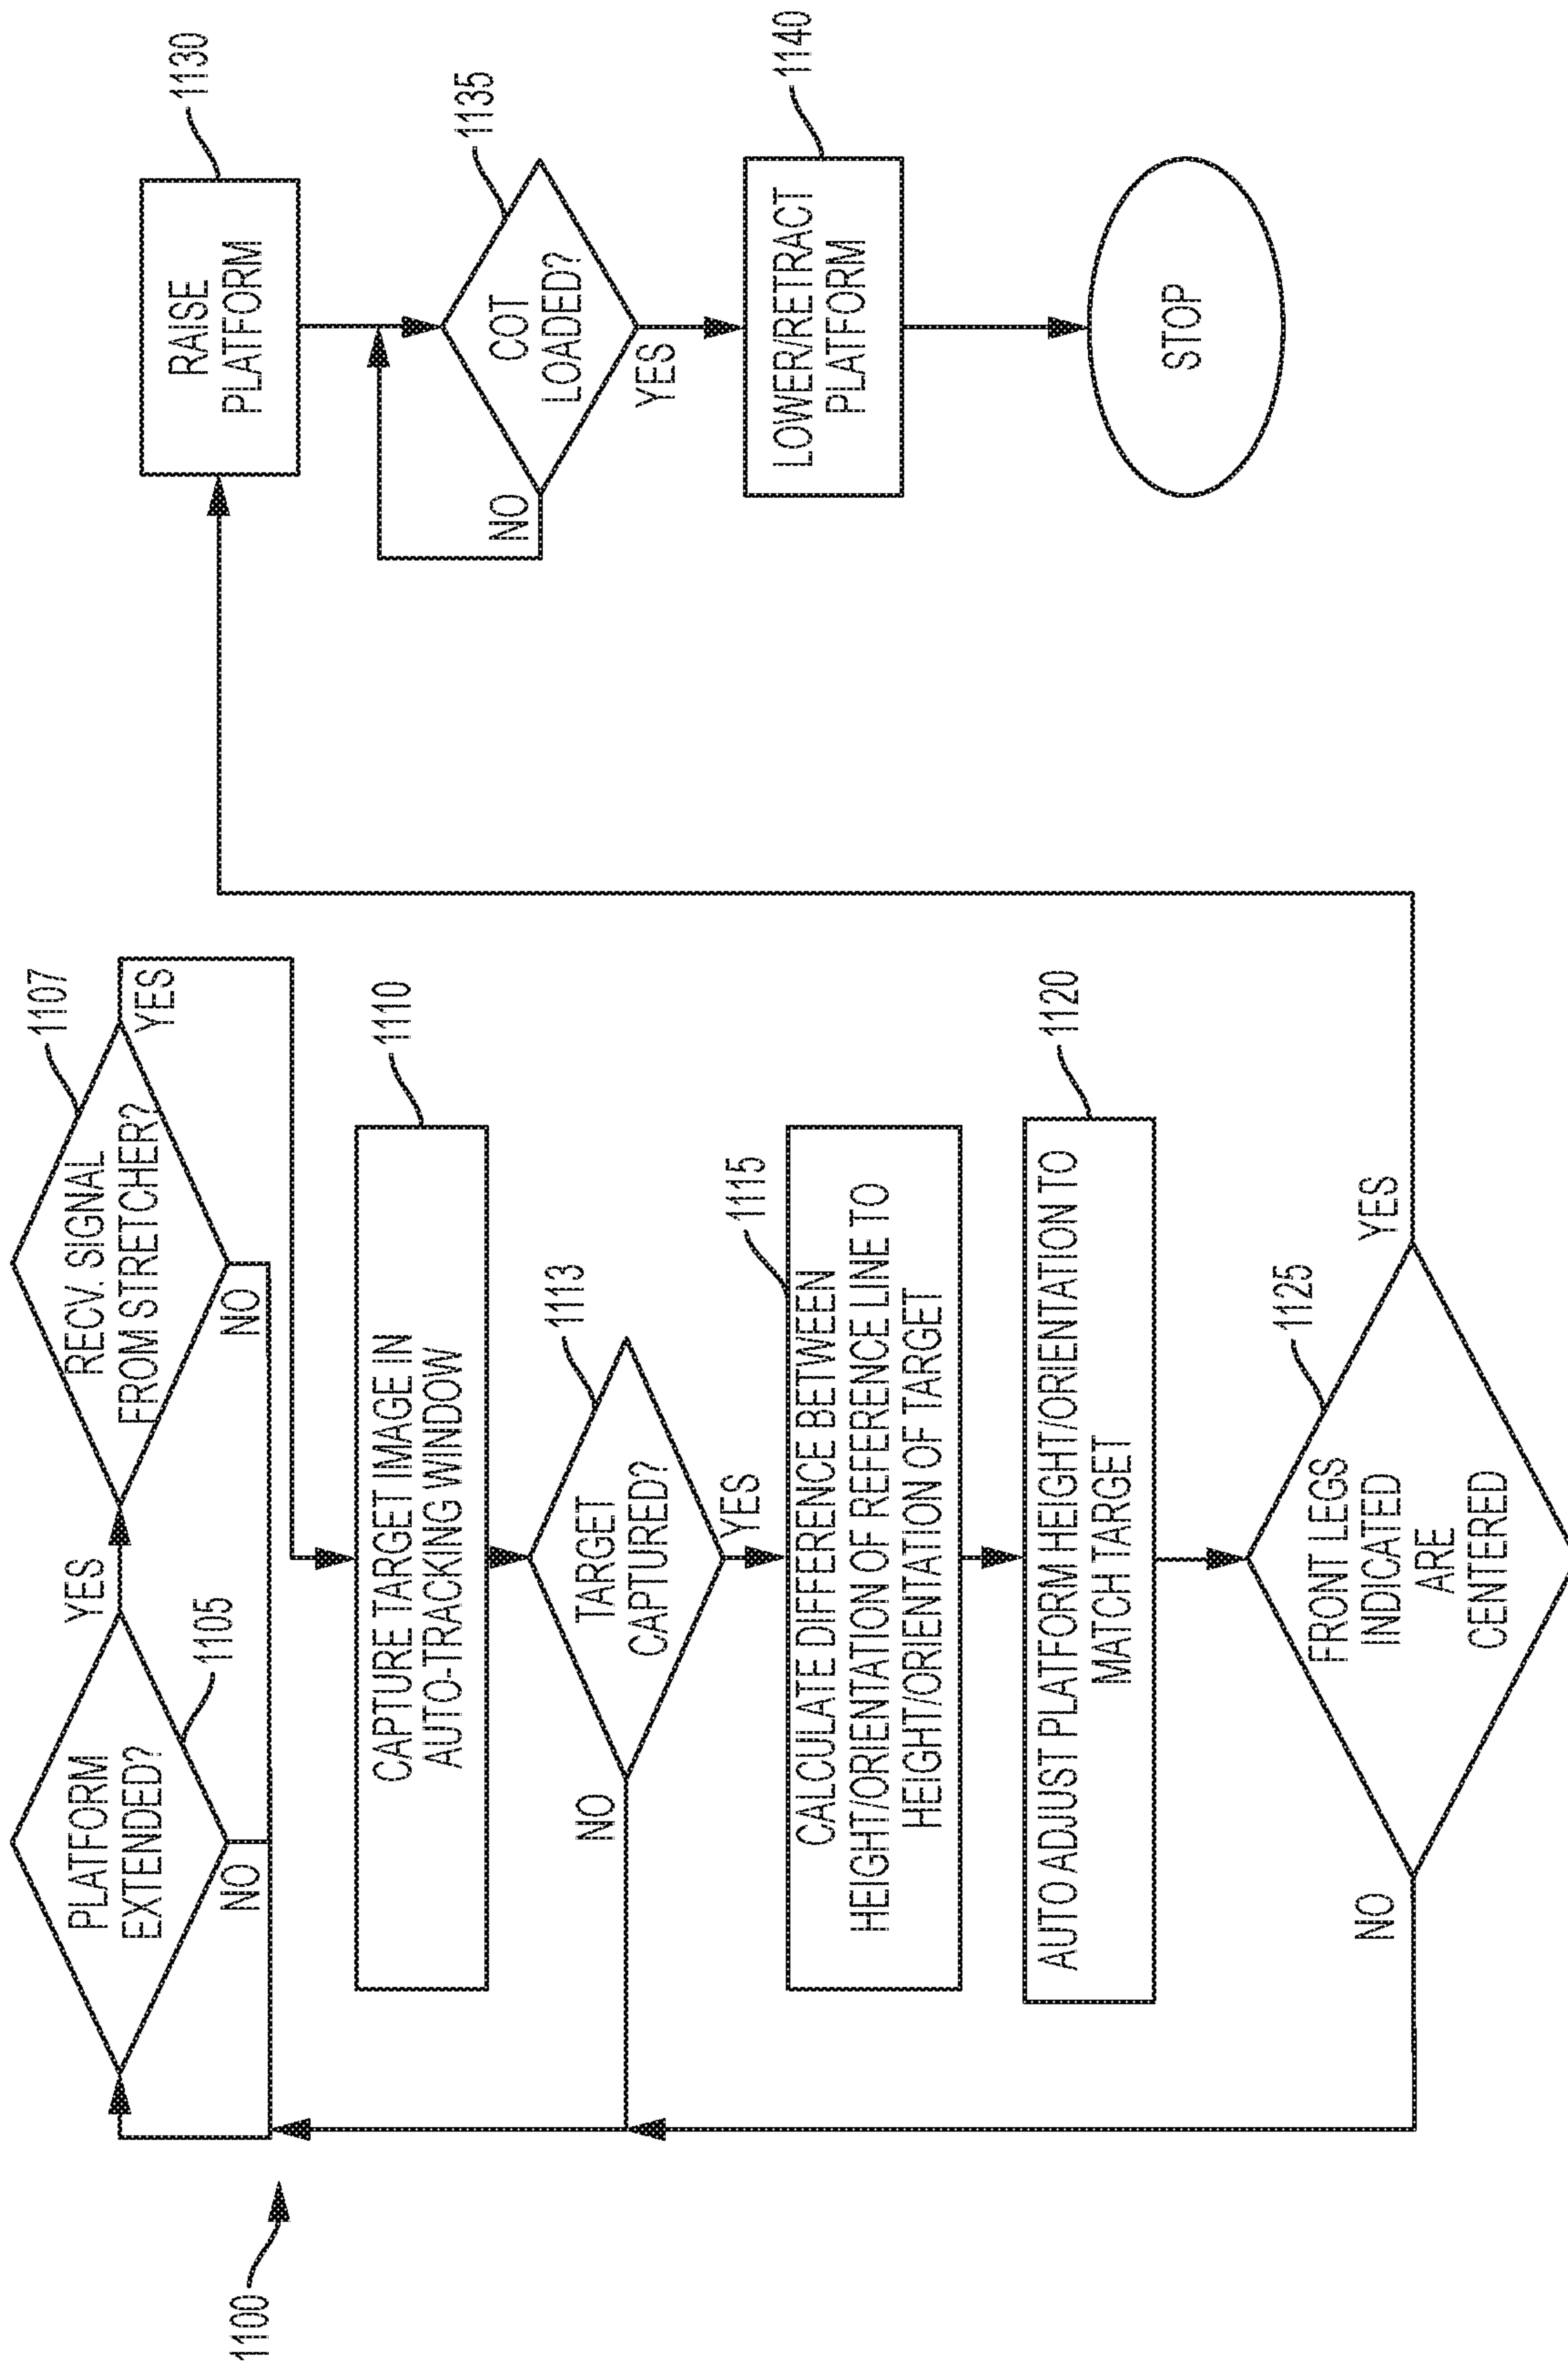 1100
PLATFORM
EXTENDED?
1105
YES
NO
RECV. SIGNAL
FROM STRETCHER?
1107
YES
NO
CAPTURE TARGET IMAGE IN
AUTO-TRACKING WINDOW
1110
TARGET
CAPTURED?
1113
NO
YES
CALCULATE DIFFERENCE BETWEEN
HEIGHT/ORIENTATION OF REFERENCE LINE TO
HEIGHT/ORIENTATION OF TARGET
1115
AUTO ADJUST PLATFORM HEIGHT/ORIENTATION TO
MATCH TARGET
1120
FRONT LEGS
INDICATED
ARE
CENTERED
1125
NO
YES
RAISE
PLATFORM
1130
COT
LOADED?
1135
NO
YES
LOWER/RETRACT
PLATFORM
1140
STOP